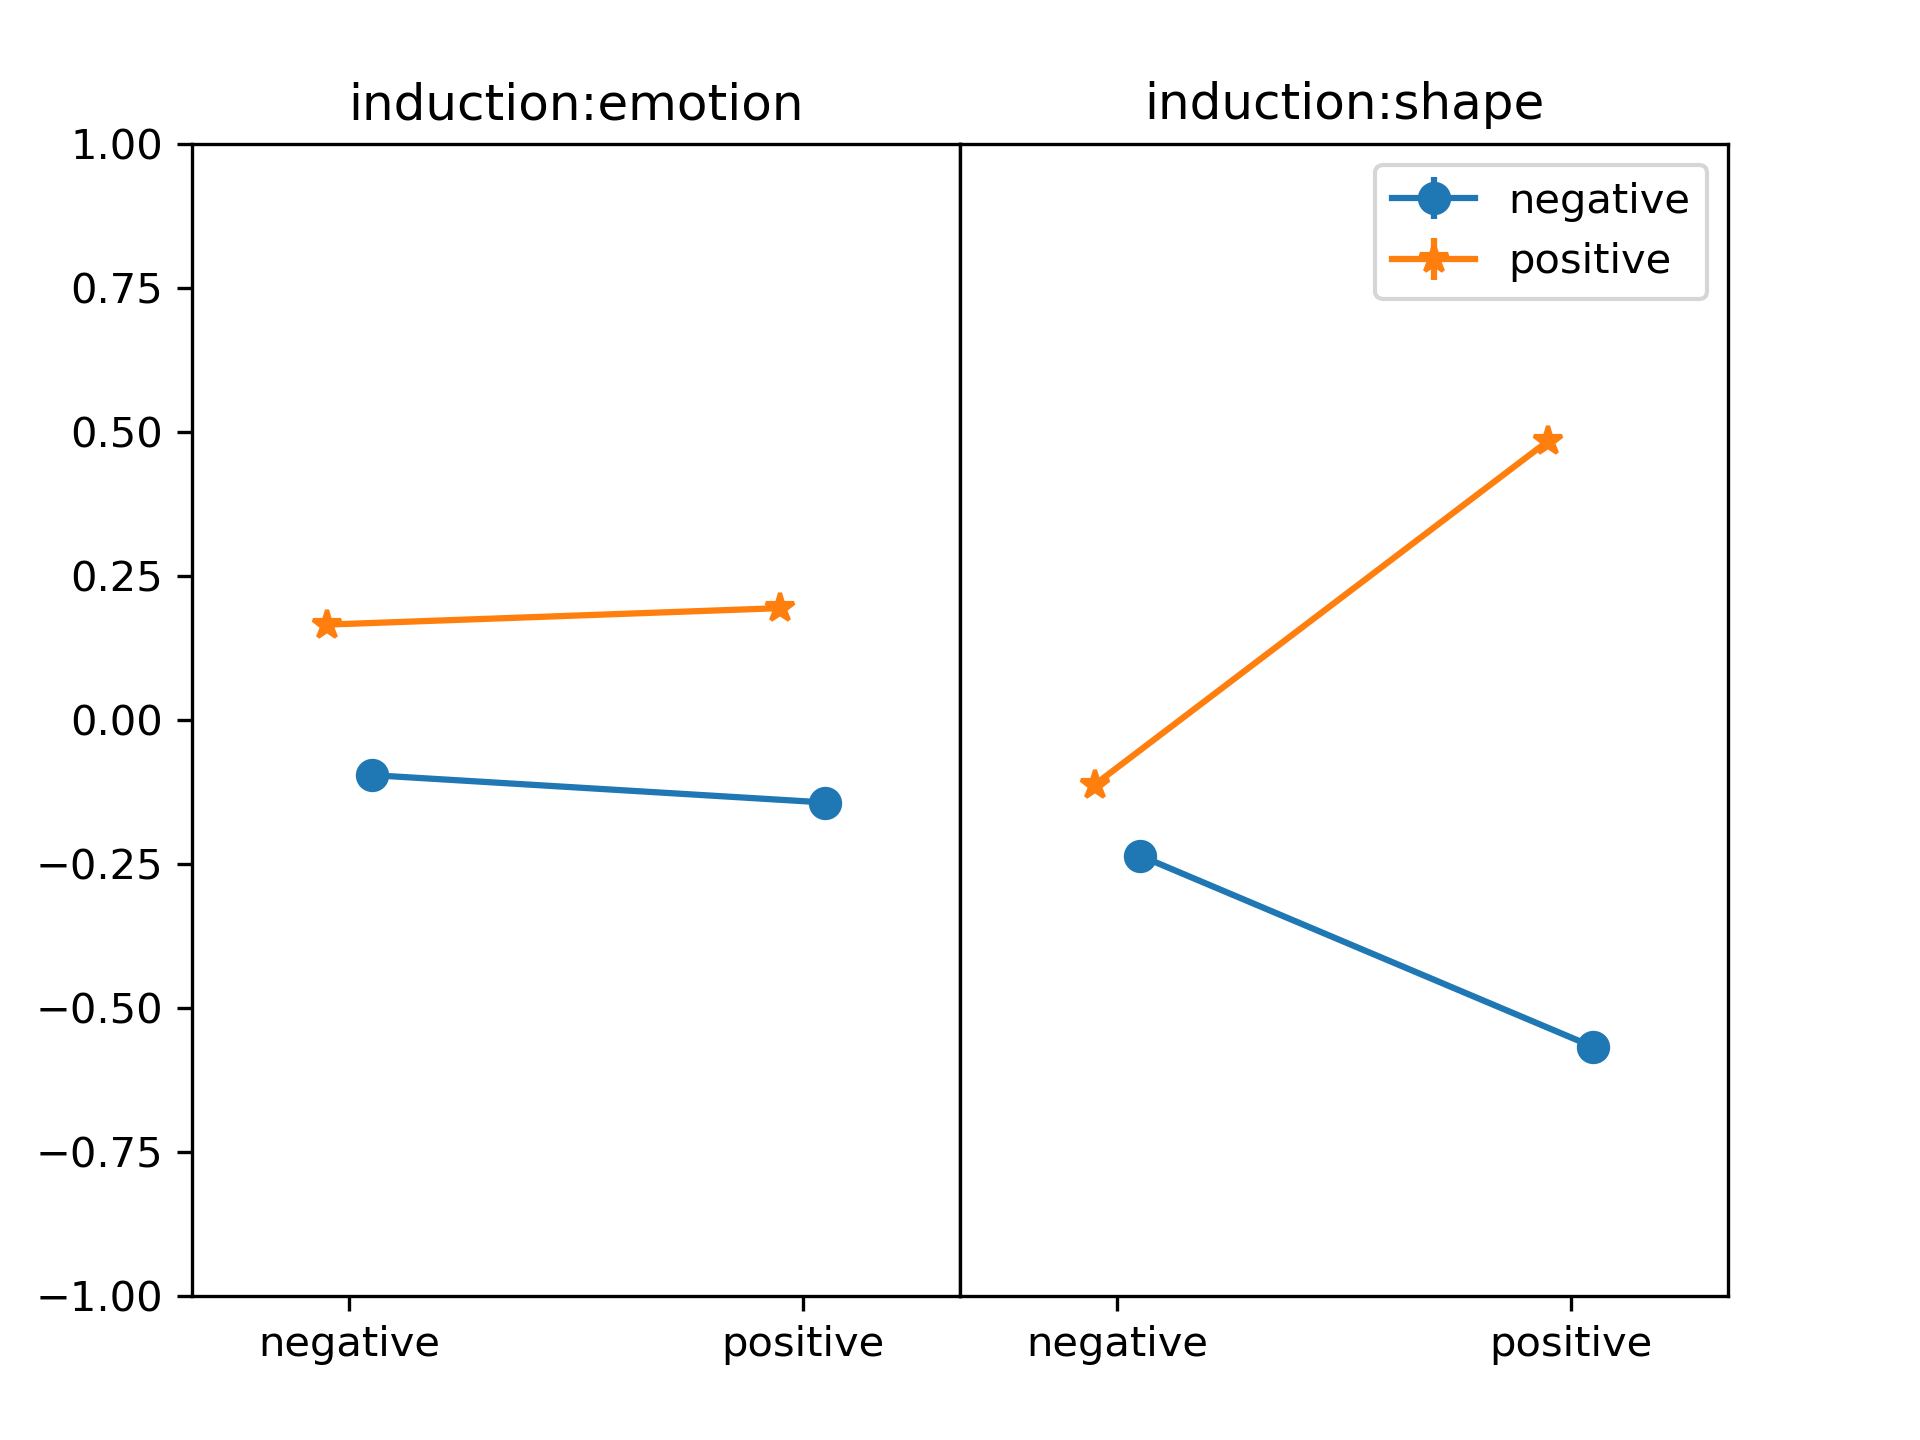 induction:emotion
induction:shape
1.00
0.75
0.50
0.25
0.00
−0.25
−0.50
−0.75
−1.00
negative
positive
negative
positive
negative
positive